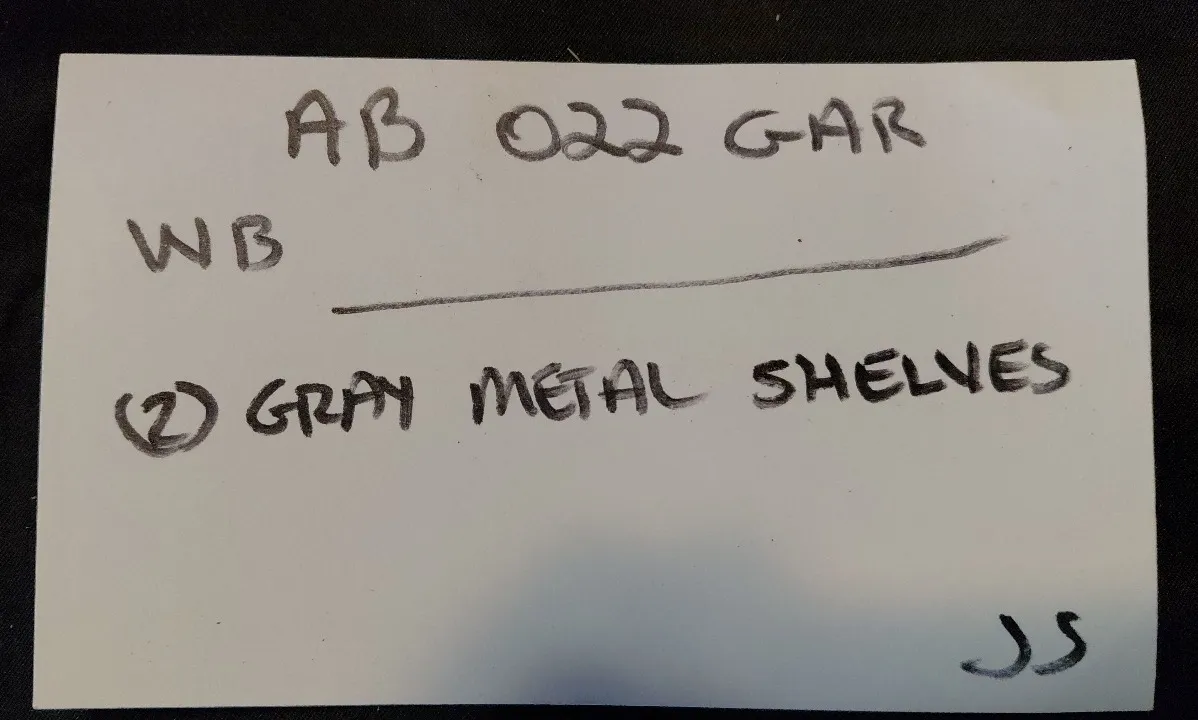 AB 022 GAR
WB
(2) GRAY METAL SHELVES
JS